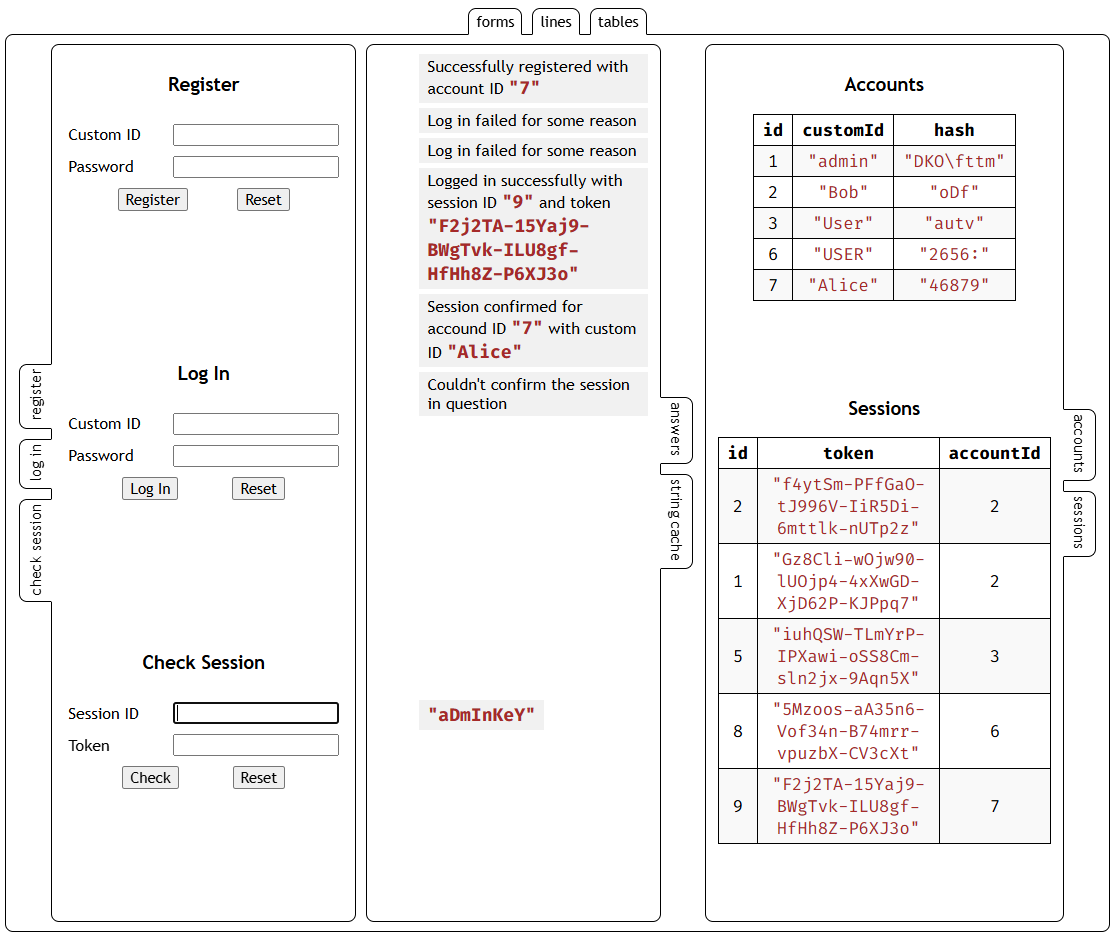 forms lines tables
Register
Custom ID
Password
Register Reset
register
log in
check session
Log In
Custom ID
Password
Log In Reset
Check Session
Session ID
Token
Check Reset
Successfully registered with
account ID "7"
Log in failed for some reason
Log in failed for some reason
Logged in successfully with
session ID "9" and token
"F2j2TA-15Yaj9-
BWgTvk-ILU8gf-
HfHh8Z-P6XJ3o"
Session confirmed for
accound ID "7" with custom
ID "Alice"
Couldn't confirm the session
in question
answers
string cache
"aDmInKeY"
Accounts
id customId hash
1 "admin" "DKO\fttm"
2 "Bob" "oDf"
3 "User" "autv"
6 "USER" "2656:"
7 "Alice" "46879"
Sessions
id token accountId
2 "f4ytSm-PFfGaO-
tJ996V-IiR5Di-
6mttlk-nUTp2z" 2
1 "Gz8Cli-wOjw90-
lUOjp4-4xXwGD-
XjD62P-KJPpq7" 2
5 "iuhQSW-TLmYrP-
IPXawi-oSS8Cm-
sln2jx-9Aqn5X" 3
8 "5Mzoos-aA35n6-
Vof34n-B74mrr-
vpuzbX-CV3cXt" 6
9 "F2j2TA-15Yaj9-
BWgTvk-ILU8gf-
HfHh8Z-P6XJ3o" 7
accounts
sessions